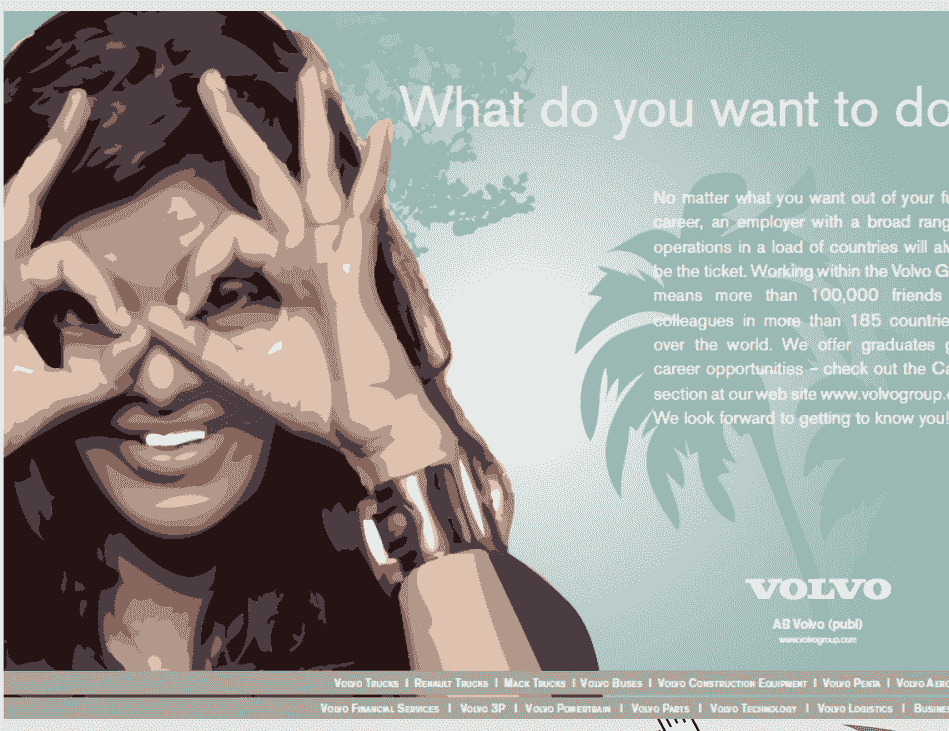 What do you want to do
No matter what you want out of your fu
career, an employer with a broad rang
operations in a load of countries will alw
be the ticket. Working within the Volvo G
means more than 100,000 friends
colleagues in more than 185 countrie
over the world. We offer graduates g
career opportunities – check out the Ca
section at our web site www.volvogroup.c
We look forward to getting to know you!
VOLVO
AB Volvo (publ)
www.volvogroup.com
Volvo Trucks | Renault Trucks | Mack Trucks | Volvo Buses | Volvo Construction Equipment | Volvo Penta | Volvo Aero
Volvo Financial Services | Volvo 3P | Volvo Powertrain | Volvo Parts | Volvo Technology | Volvo Logistics | Busine